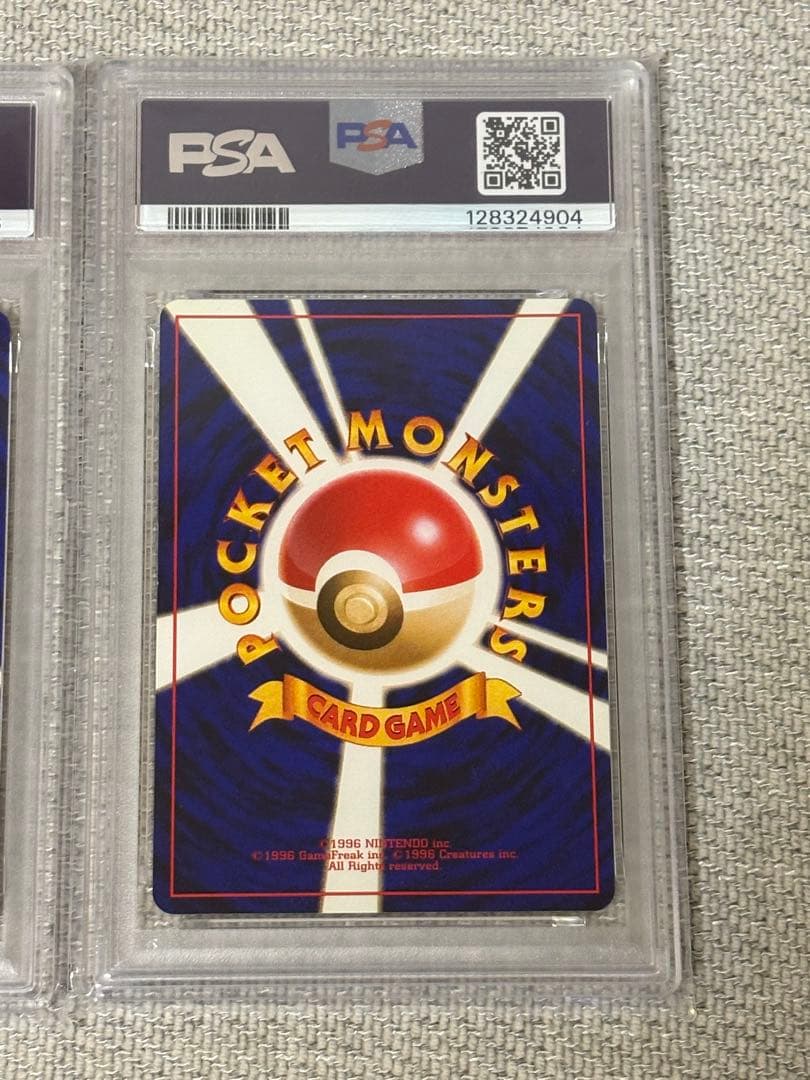 PSA
PSA
128324904
POCKET MONSTERS
CARD GAME
©1996 NINTENDO inc.
©1996 GameFreak inc. ©1996 Creatures inc.
All Rights reserved.